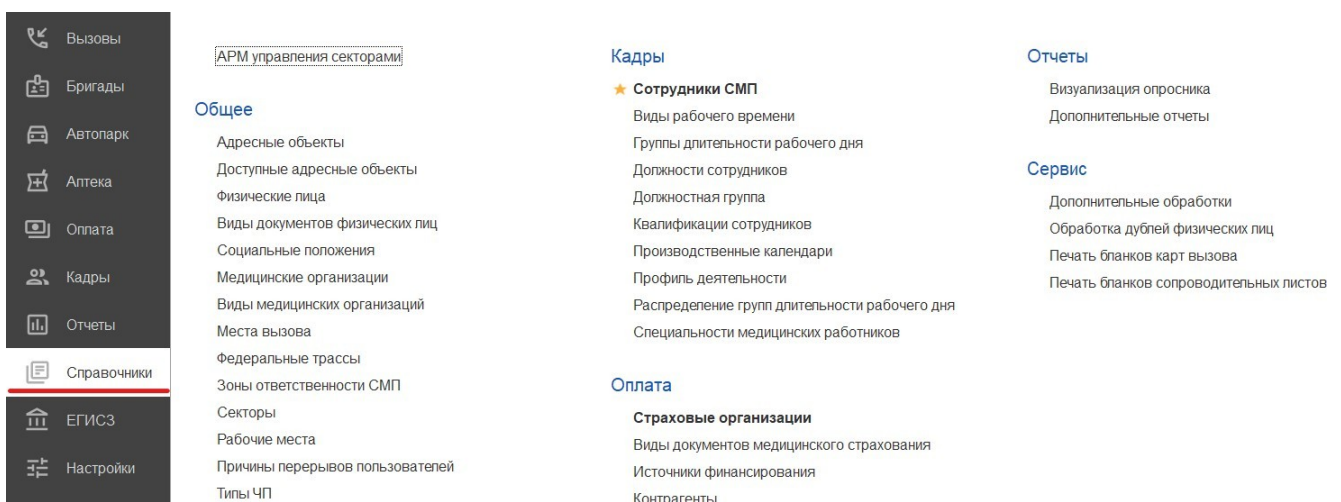 Вызовы
Бригады
Автопарк
Аптека
Оплата
Кадры
Отчеты
Справочники
ЕГИСЗ
Настройки
АРМ управления секторами
Общее
Адресные объекты
Доступные адресные объекты
Физические лица
Виды документов физических лиц
Социальные положения
Медицинские организации
Виды медицинских организаций
Места вызова
Федеральные трассы
Зоны ответственности СМП
Секторы
Рабочие места
Причины перерывов пользователей
Типы ЧП
Кадры
Сотрудники СМП
Виды рабочего времени
Группы длительности рабочего дня
Должности сотрудников
Должностная группа
Квалификации сотрудников
Производственные календари
Профиль деятельности
Распределение групп длительности рабочего дня
Специальности медицинских работников
Оплата
Страховые организации
Виды документов медицинского страхования
Источники финансирования
Контрагенты
Отчеты
Визуализация опросника
Дополнительные отчеты
Сервис
Дополнительные обработки
Обработка дублей физических лиц
Печать бланков карт вызова
Печать бланков сопроводительных листов